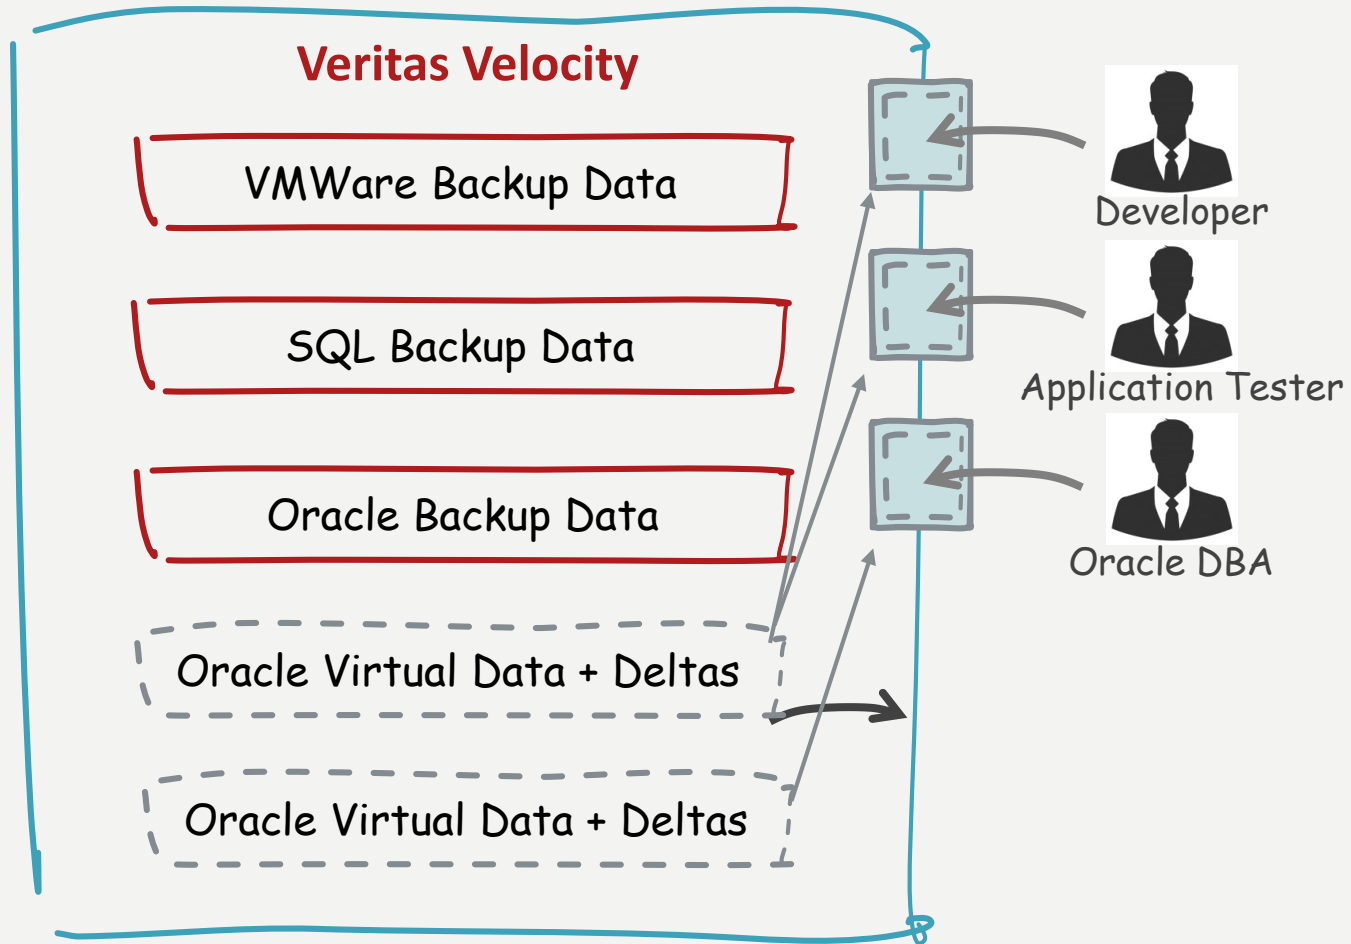 Veritas Velocity
VMWare Backup Data
SQL Backup Data
Oracle Backup Data
Oracle Virtual Data + Deltas
Oracle Virtual Data + Deltas
Developer
Application Tester
Oracle DBA